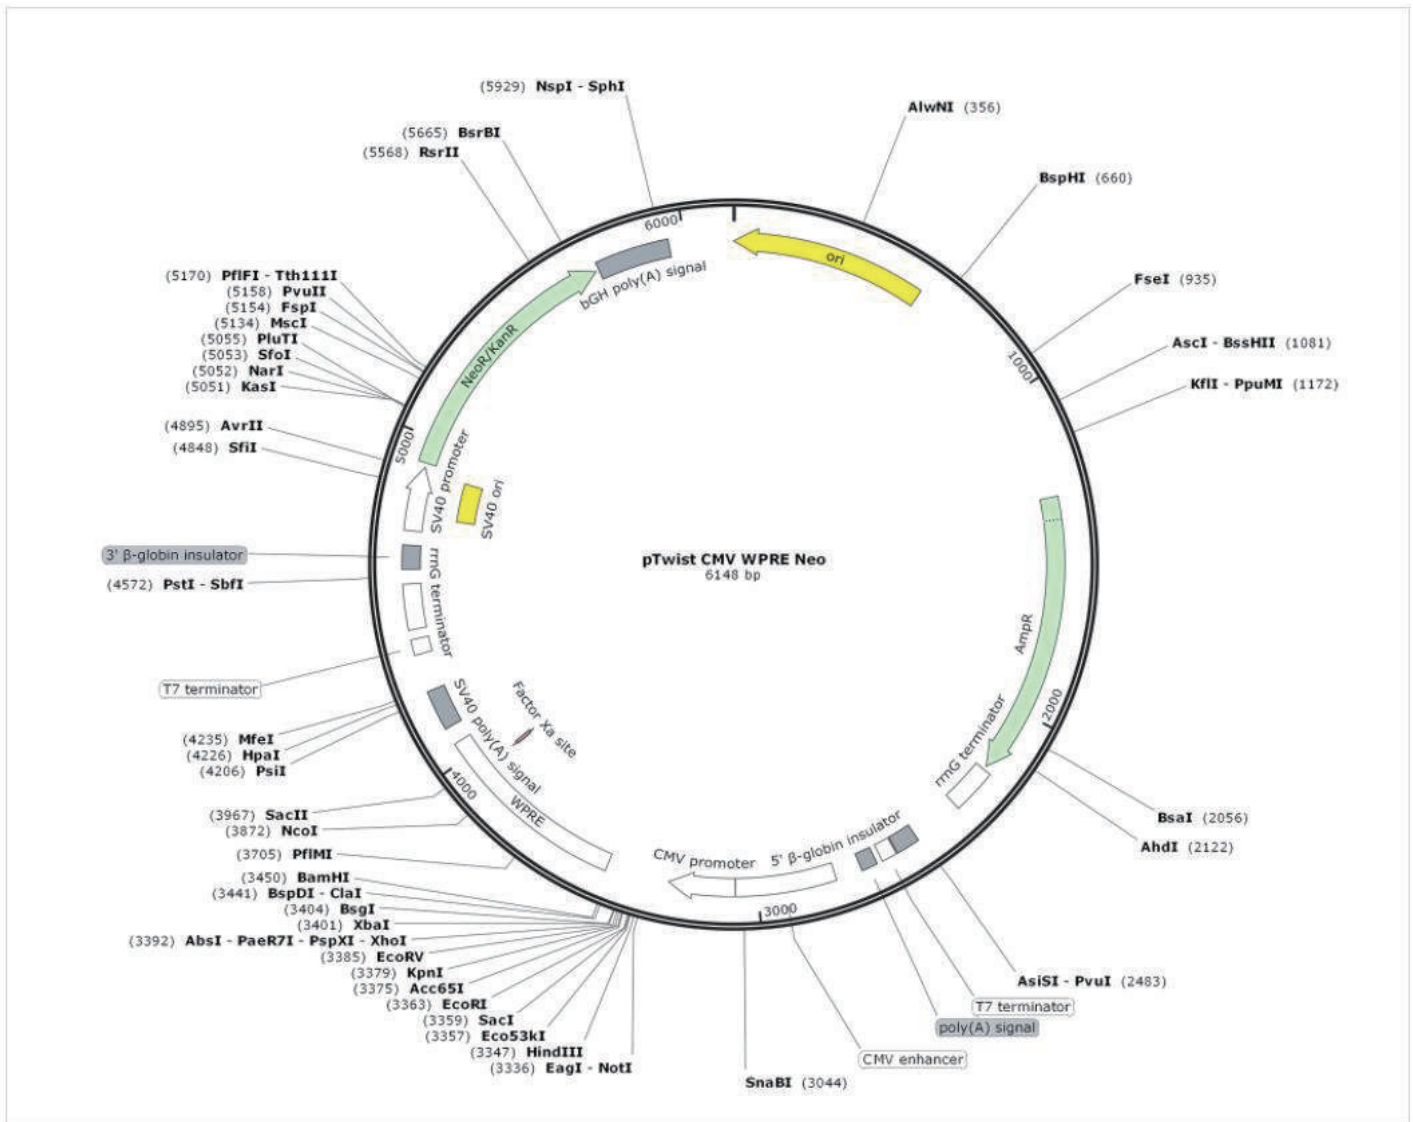 (5929) NspI - SphI
(5665) BsrBI
(5568) RsrII
(5170) PflFI - Tth111I
(5158) PvuII
(5154) FspI
(5134) MscI
(5055) PluTI
(5053) SfoI
(5052) NarI
(5051) KasI
(4895) AvrII
(4848) SfiI
3' β-globin insulator
(4572) PstI - SbfI
T7 terminator
(4235) MfeI
(4226) HpaI
(4206) PsiI
(3967) SacII
(3872) NcoI
(3705) PflMI
(3450) BamHI
(3441) BspDI - ClaI
(3404) BsgI
(3401) XbaI
(3392) AbsI - PaeR7I - PspXI - XhoI
(3385) EcoRV
(3379) KpnI
(3375) Acc65I
(3363) EcoRI
(3359) SacI
(3357) Eco53kI
(3347) HindIII
(3336) EagI - NotI
AlwNI (356)
BspHI (660)
FseI (935)
AscI - BssHII (1081)
KflI - PpuMI (1172)
BsaI (2056)
AhdI (2122)
AsiSI - PvuI (2483)
T7 terminator
poly(A) signal
CMV enhancer
SnaBI (3044)
6000
1000
2000
3000
4000
5000
ori
bGH poly(A) signal
NeoR/KanR
SV40 promoter
SV40 ori
rrnG terminator
SV40 poly(A) signal
Factor Xa site
WPRE
CMV promoter
5' β-globin insulator
rrnG terminator
AmpR
pTwist CMV WPRE Neo
6148 bp